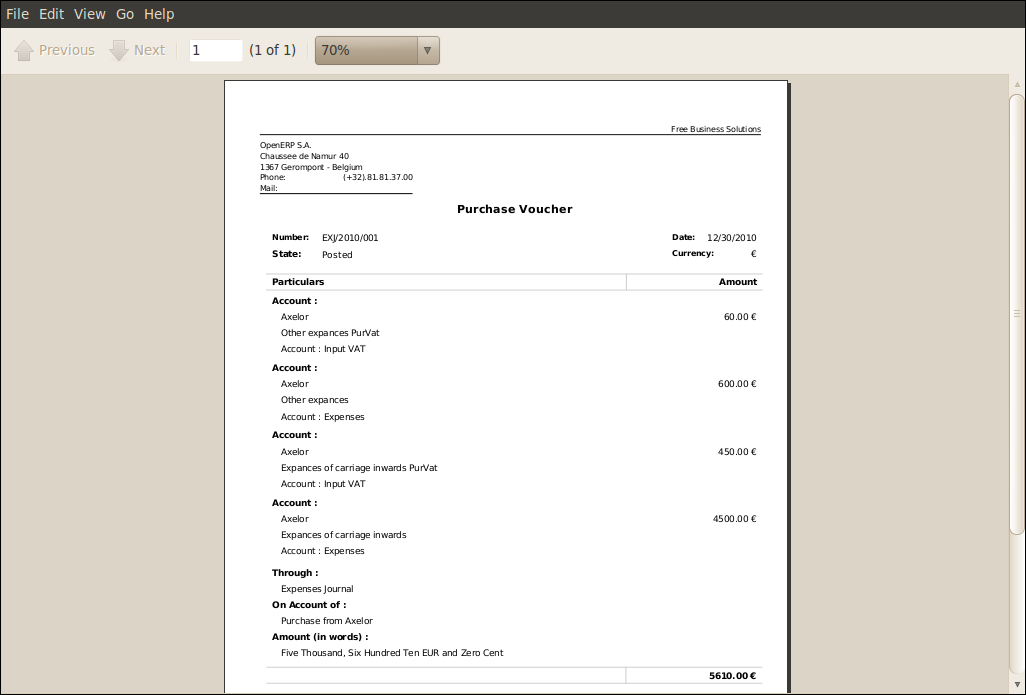 File Edit View Go Help
Previous Next 1 (1 of 1) 70%
Free Business Solutions
OpenERP S.A.
Chaussee de Namur 40
1367 Gerompont - Belgium
Phone: (+32).81.81.37.00
Mail:
Purchase Voucher
Number: EXJ/2010/001 Date: 12/30/2010
State: Posted Currency: €
Particulars Amount
Account :
Axelor 60.00 €
Other expances PurVat
Account : Input VAT
Account :
Axelor 600.00 €
Other expances
Account : Expenses
Account :
Axelor 450.00 €
Expances of carriage inwards PurVat
Account : Input VAT
Account :
Axelor 4500.00 €
Expances of carriage inwards
Account : Expenses
Through :
Expenses Journal
On Account of :
Purchase from Axelor
Amount (in words) :
Five Thousand, Six Hundred Ten EUR and Zero Cent
5610.00 €